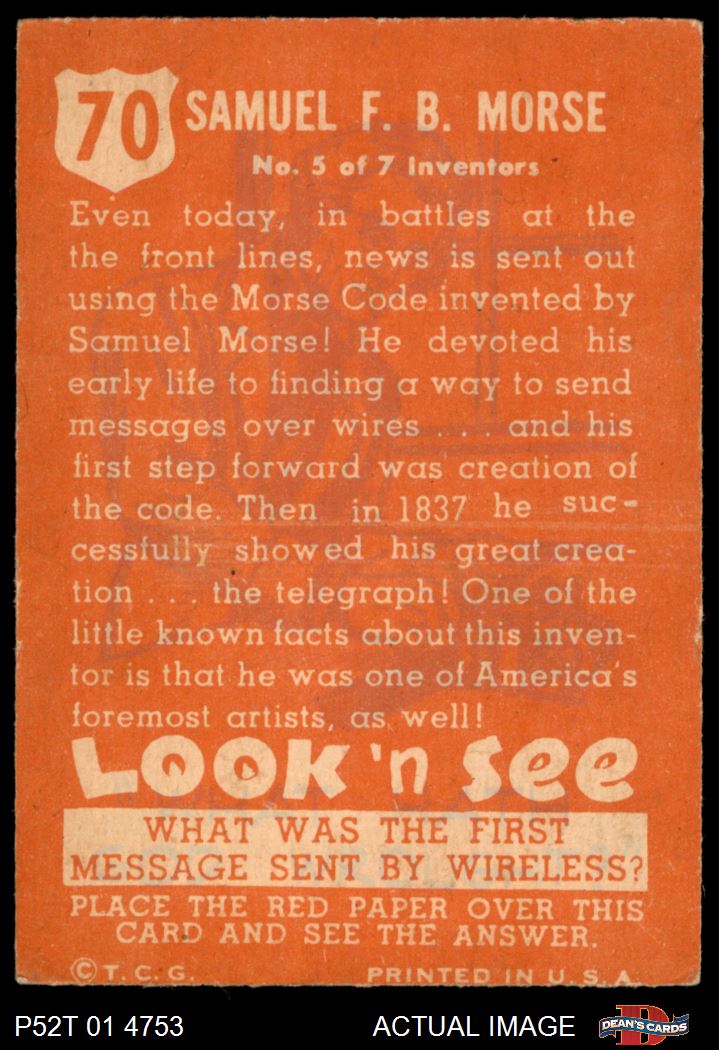 70
SAMUEL F. B. MORSE
No. 5 of 7 Inventors
Even today, in battles at the
the front lines, news is sent out
using the Morse Code invented by
Samuel Morse! He devoted his
early life to finding a way to send
messages over wires . . . and his
first step forward was creation of
the code. Then in 1837 he suc-
cessfully showed his great crea-
tion . . . the telegraph! One of the
little known facts about this inven-
tor is that he was one of America's
foremost artists, as well!
LOOK 'n SEE
WHAT WAS THE FIRST
MESSAGE SENT BY WIRELESS?
PLACE THE RED PAPER OVER THIS
CARD AND SEE THE ANSWER.
© T. C. G. PRINTED IN U. S. A.
P52T 01 4753 ACTUAL IMAGE D DEAN'S CARDS